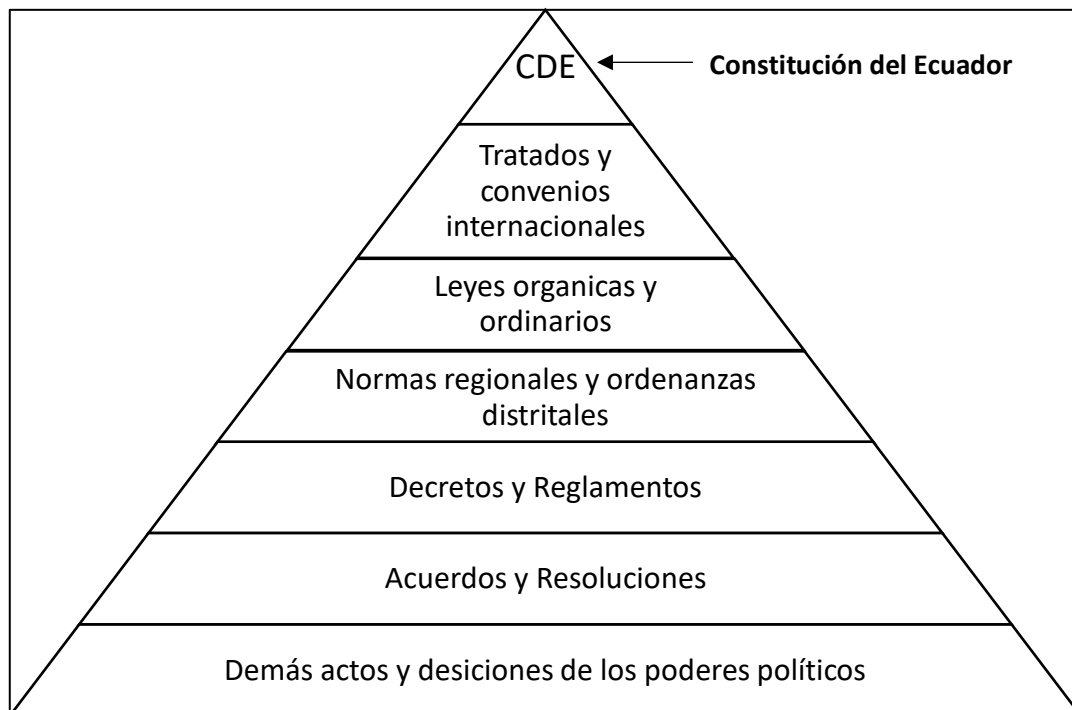 CDE
Constitución del Ecuador
Tratados y
convenios
internacionales
Leyes organicas y
ordinarios
Normas regionales y ordenanzas
distritales
Decretos y Reglamentos
Acuerdos y Resoluciones
Demás actos y desiciones de los poderes políticos